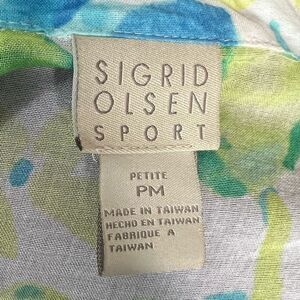 SIGRID
OLSEN
SPORT
PETITE
PM
MADE IN TAIWAN
HECHO EN TAIWAN
FABRIQUE A
TAIWAN